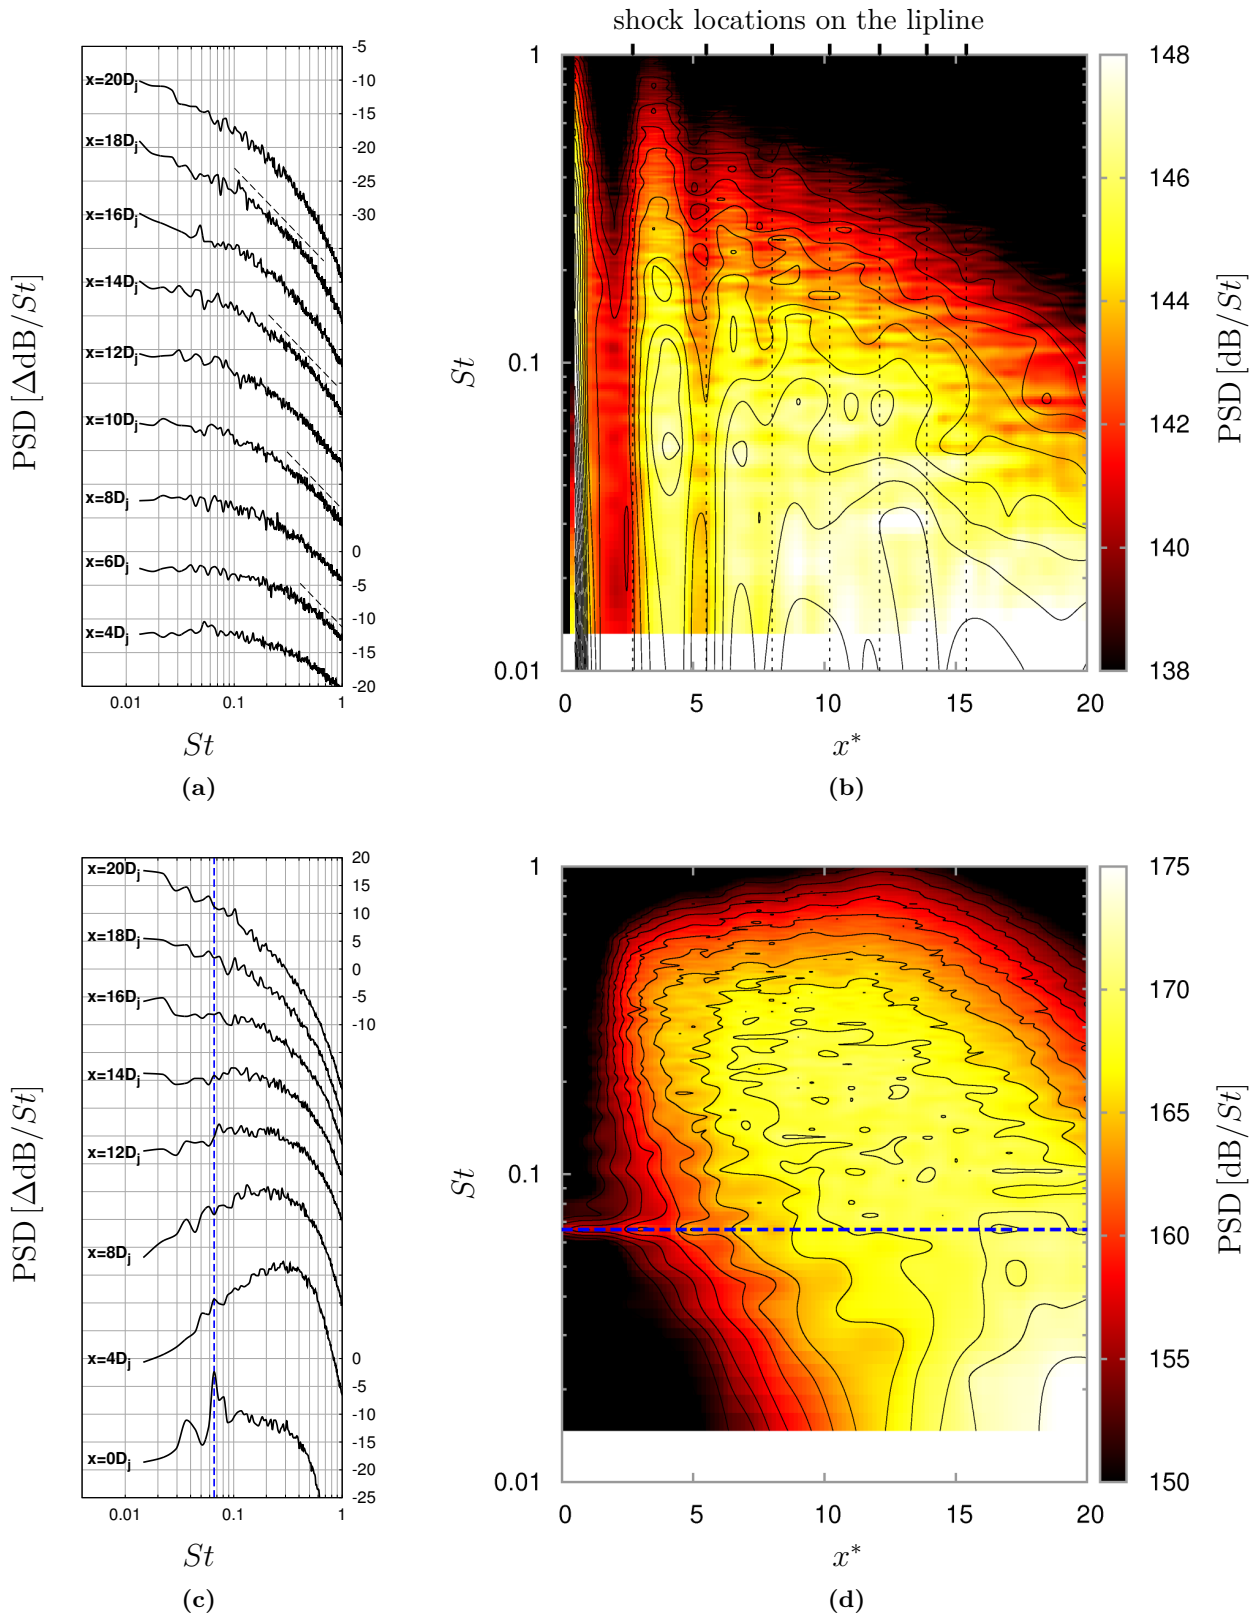 shock locations on the lipline
PSD [ΔdB/St]
x=20Dj
x=18Dj
x=16Dj
x=14Dj
x=12Dj
x=10Dj
x=8Dj
x=6Dj
x=4Dj
-5
-10
-15
-20
-25
-30
0
-5
-10
-15
-20
0.01 0.1 1
St
(a)
St
1
0.1
0.01
0 5 10 15 20
x*
148
146
144
142
140
138
PSD [dB/St]
(b)
PSD [ΔdB/St]
x=20Dj
x=18Dj
x=16Dj
x=14Dj
x=12Dj
x=8Dj
x=4Dj
x=0Dj
20
15
10
5
0
-5
-10
0
-5
-10
-15
-20
-25
0.01 0.1 1
St
(c)
St
1
0.1
0.01
0 5 10 15 20
x*
175
170
165
160
155
150
PSD [dB/St]
(d)